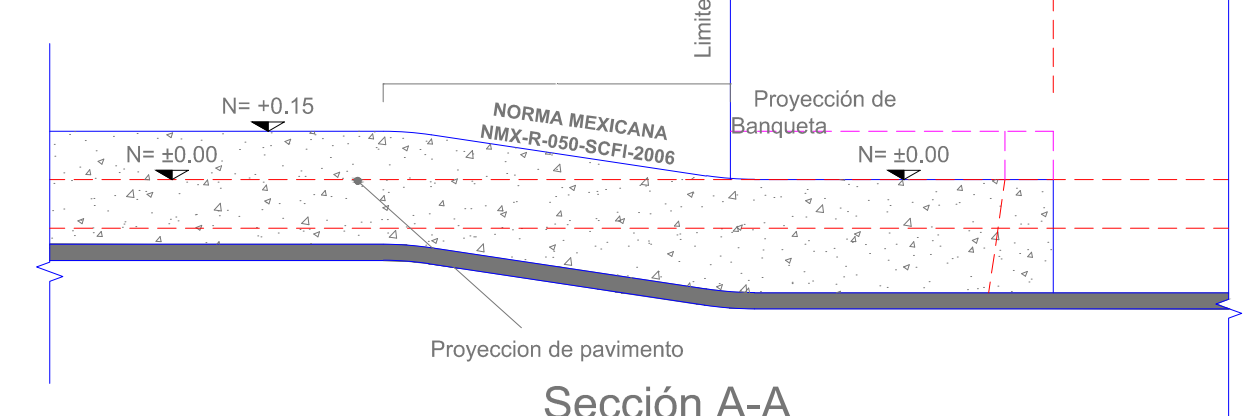 Limite
N= +0.15
NORMA MEXICANA
NMX-R-050-SCFI-2006
Proyección de
Banqueta
N= ±0.00
N= ±0.00
Proyeccion de pavimento
Sección A-A